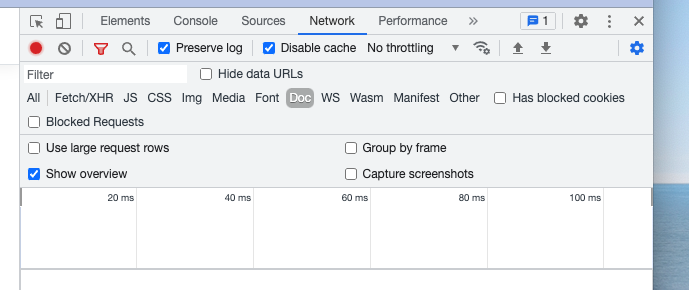 Elements Console Sources Network Performance » 1
Preserve log Disable cache No throttling
Filter Hide data URLs
All Fetch/XHR JS CSS Img Media Font Doc WS Wasm Manifest Other Has blocked cookies
Blocked Requests
Use large request rows Group by frame
Show overview Capture screenshots
20 ms 40 ms 60 ms 80 ms 100 ms